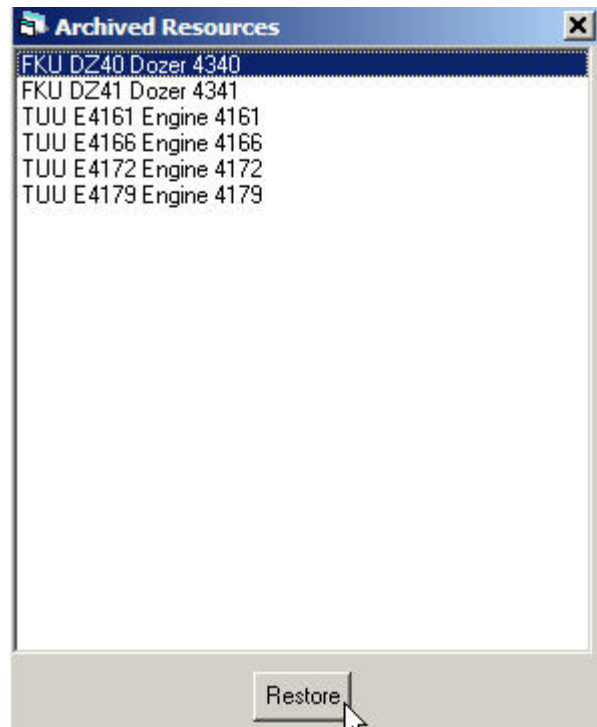 Archived Resources
FKU DZ40 Dozer 4340
FKU DZ41 Dozer 4341
TUU E4161 Engine 4161
TUU E4166 Engine 4166
TUU E4172 Engine 4172
TUU E4179 Engine 4179
Restore